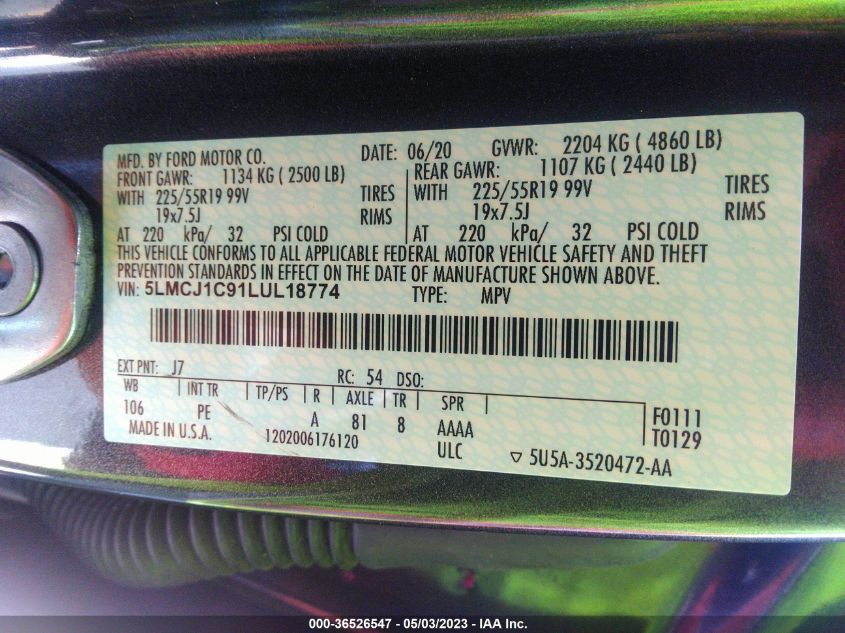 MFD. BY FORD MOTOR CO. DATE: 06/20 GVWR: 2204 KG ( 4860 LB)
FRONT GAWR: 1134 KG ( 2500 LB) REAR GAWR: 1107 KG ( 2440 LB)
WITH 225/55R19 99V TIRES WITH 225/55R19 99V TIRES
19x7.5J RIMS 19x7.5J RIMS
AT 220 kPa/ 32 PSI COLD AT 220 kPa/ 32 PSI COLD
THIS VEHICLE CONFORMS TO ALL APPLICABLE FEDERAL MOTOR VEHICLE SAFETY AND THEFT
PREVENTION STANDARDS IN EFFECT ON THE DATE OF MANUFACTURE SHOWN ABOVE.
VIN: 5LMCJ1C91LUL18774 TYPE: MPV
EXT PNT: J7 RC: 54 DSO:
WB INT TR TP/PS R AXLE TR SPR
106 PE A 81 8 AAAA F0111
MADE IN U.S.A. 1202006176120 ULC T0129
▽ 5U5A-3520472-AA
000-36526547 - 05/03/2023 - © IAA Inc.